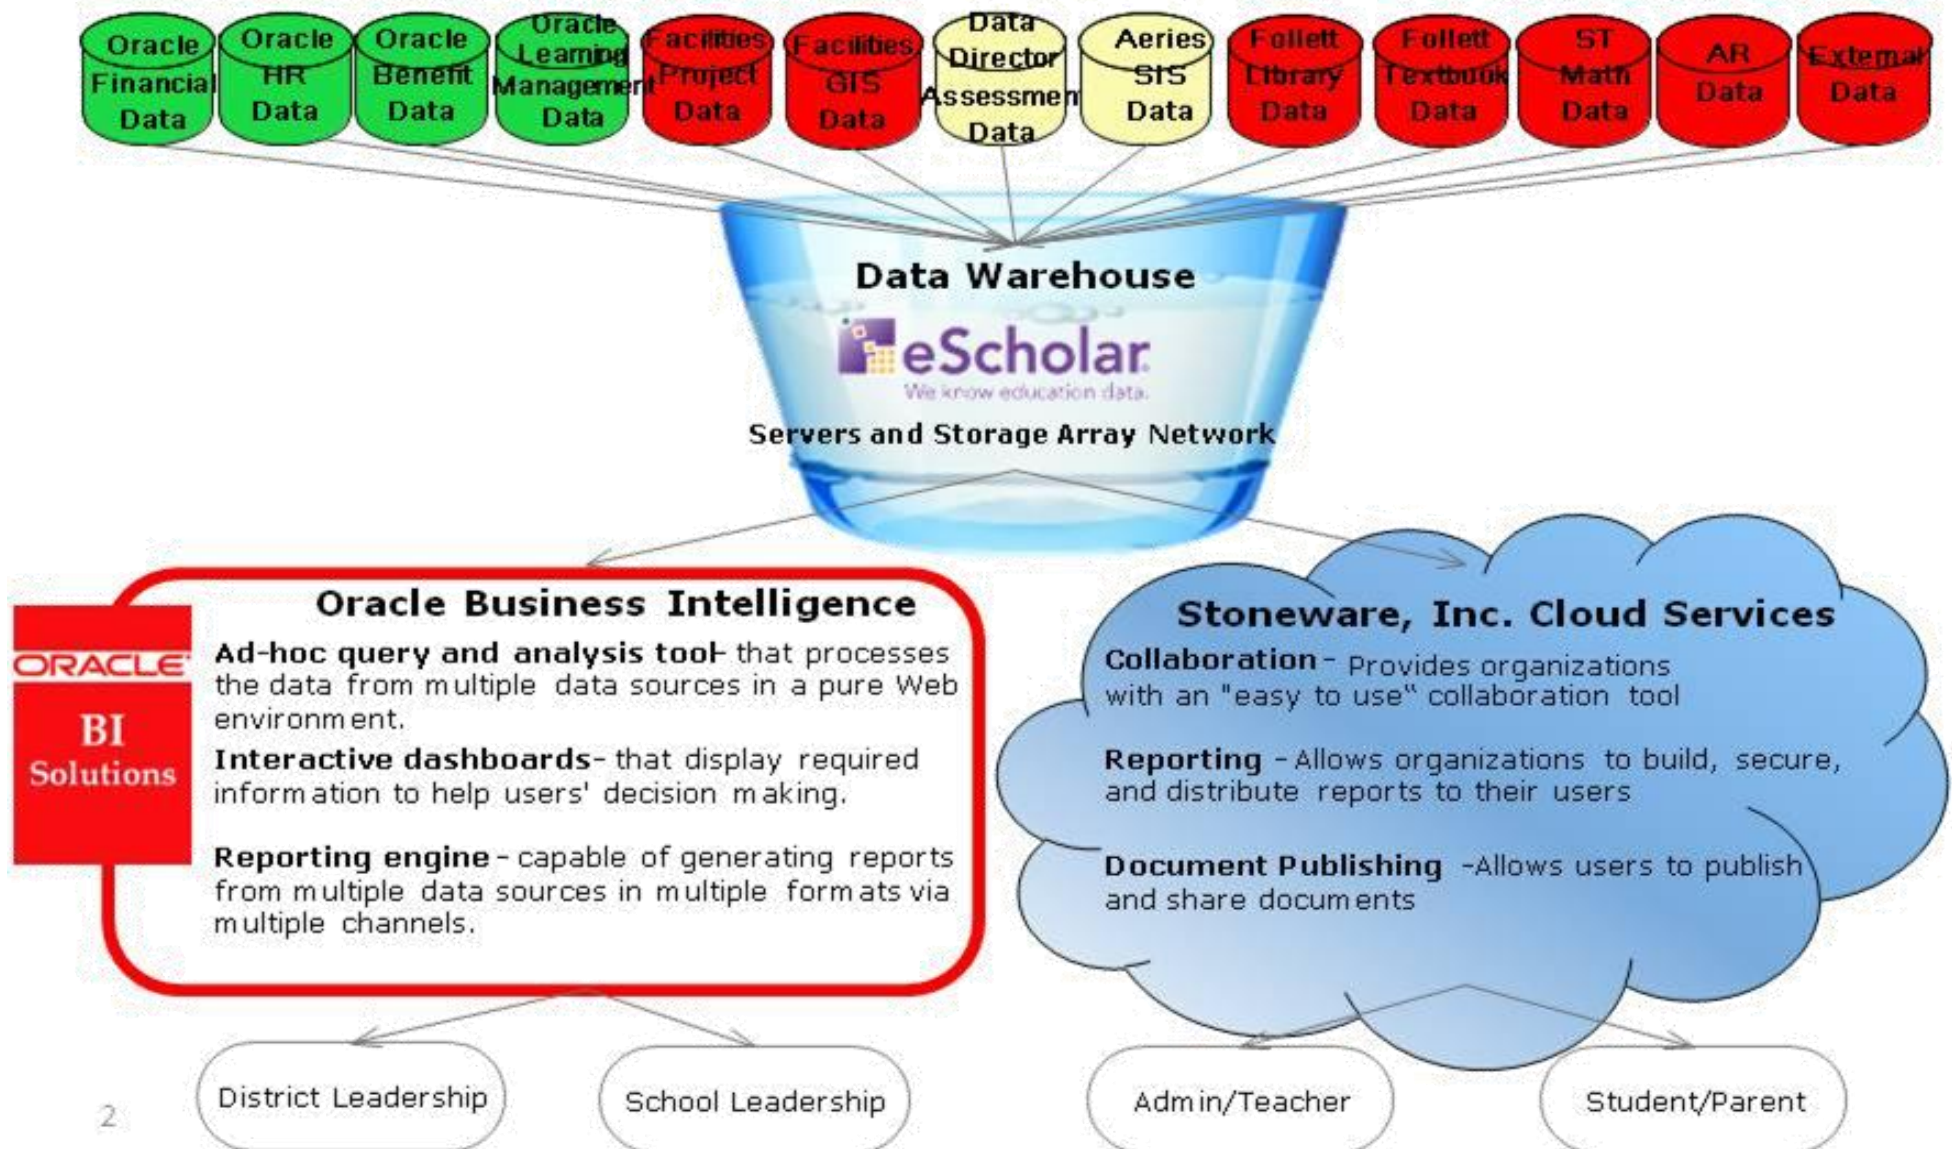 Oracle
Financial
Data
Oracle
HR
Data
Oracle
Benefit
Data
Oracle
Learning
Management
Data
Facilities
Project
Data
Facilities
GIS
Data
Data
Director
Assessmen
Data
Aeries
SIS
Data
Follett
Library
Data
Follett
Textbook
Data
ST
Math
Data
AR
Data
External
Data
Data Warehouse
eScholar
We know education data.
Servers and Storage Array Network
ORACLE
BI
Solutions
Oracle Business Intelligence
Ad-hoc query and analysis tool- that processes
the data from multiple data sources in a pure Web
environment.
Interactive dashboards- that display required
information to help users' decision making.
Reporting engine - capable of generating reports
from multiple data sources in multiple formats via
multiple channels.
Stoneware, Inc. Cloud Services
Collaboration - Provides organizations
with an "easy to use" collaboration tool
Reporting - Allows organizations to build, secure,
and distribute reports to their users
Document Publishing -Allows users to publish
and share documents
District Leadership
School Leadership
Admin/Teacher
Student/Parent
2